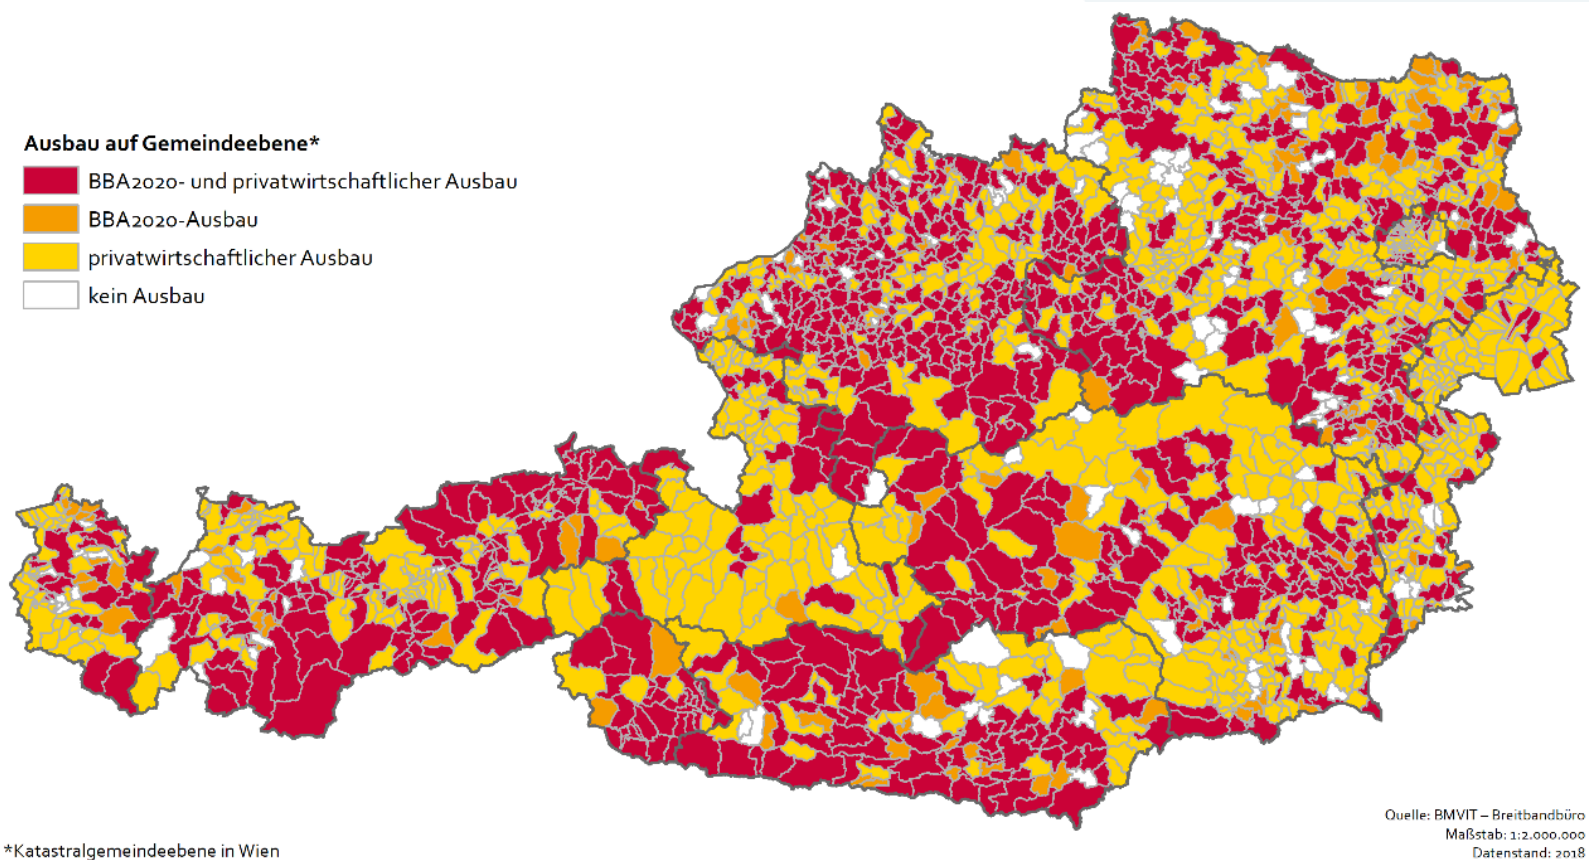 Ausbau auf Gemeindeebene*
BBA2020- und privatwirtschaftlicher Ausbau
BBA2020-Ausbau
privatwirtschaftlicher Ausbau
kein Ausbau
Quelle: BMVIT – Breitbandbüro
Maßstab: 1:2.000.000
Datenstand: 2018
*Katastralgemeindeebene in Wien